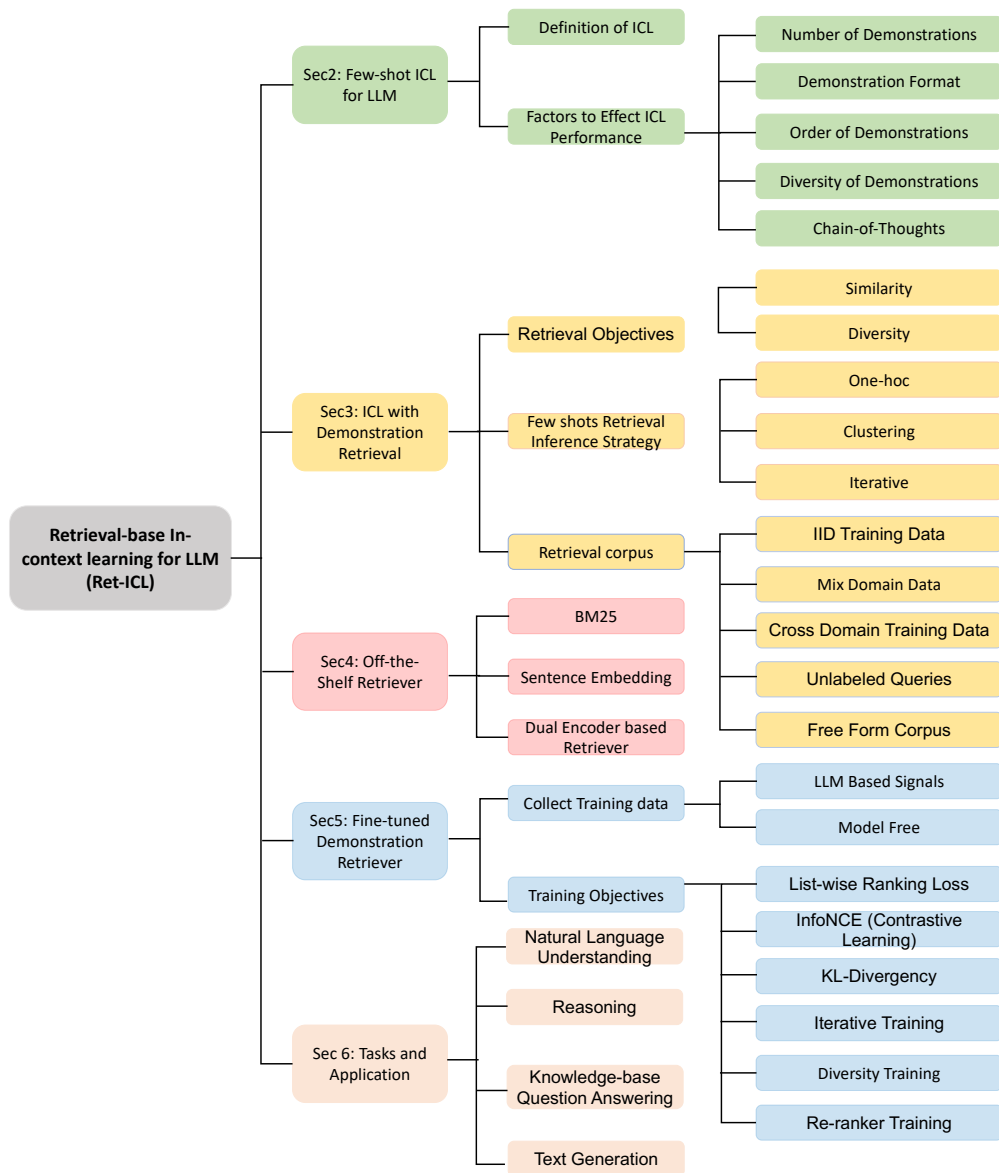 Retrieval-base In-
context learning for LLM
(Ret-ICL)
Sec2: Few-shot ICL
for LLM
Definition of ICL
Factors to Effect ICL
Performance
Number of Demonstrations
Demonstration Format
Order of Demonstrations
Diversity of Demonstrations
Chain-of-Thoughts
Sec3: ICL with
Demonstration
Retrieval
Retrieval Objectives
Similarity
Diversity
Few shots Retrieval
Inference Strategy
One-hoc
Clustering
Iterative
Retrieval corpus
IID Training Data
Mix Domain Data
Cross Domain Training Data
Unlabeled Queries
Free Form Corpus
Sec4: Off-the-
Shelf Retriever
BM25
Sentence Embedding
Dual Encoder based
Retriever
Sec5: Fine-tuned
Demonstration
Retriever
Collect Training data
LLM Based Signals
Model Free
Training Objectives
List-wise Ranking Loss
InfoNCE (Contrastive
Learning)
KL-Divergency
Iterative Training
Diversity Training
Re-ranker Training
Sec 6: Tasks and
Application
Natural Language
Understanding
Reasoning
Knowledge-base
Question Answering
Text Generation